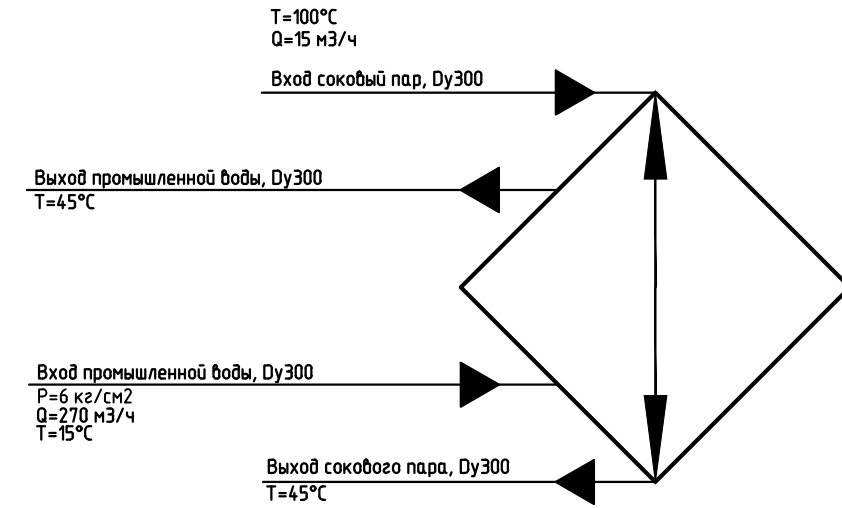 T=100°C
Q=15 м3/ч
Вход соковый пар, Dy300
Выход промышленной воды, Dy300
T=45°C
Вход промышленной воды, Dy300
P=6 кг/см2
Q=270 м3/ч
T=15°C
Выход сокового пара, Dy300
T=45°C